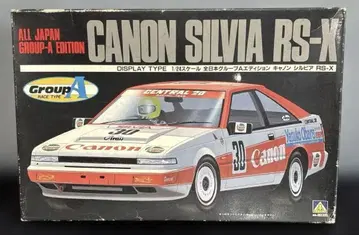 ALL JAPAN
GROUP-A EDITION
CANON SILVIA RS-X
DISPLAY TYPE 1/24スケール 全日本グループAエディション キヤノン シルビア RS-X
Group A
RACE TYPE
CENTRAL 20
30
Canon
30
Canon